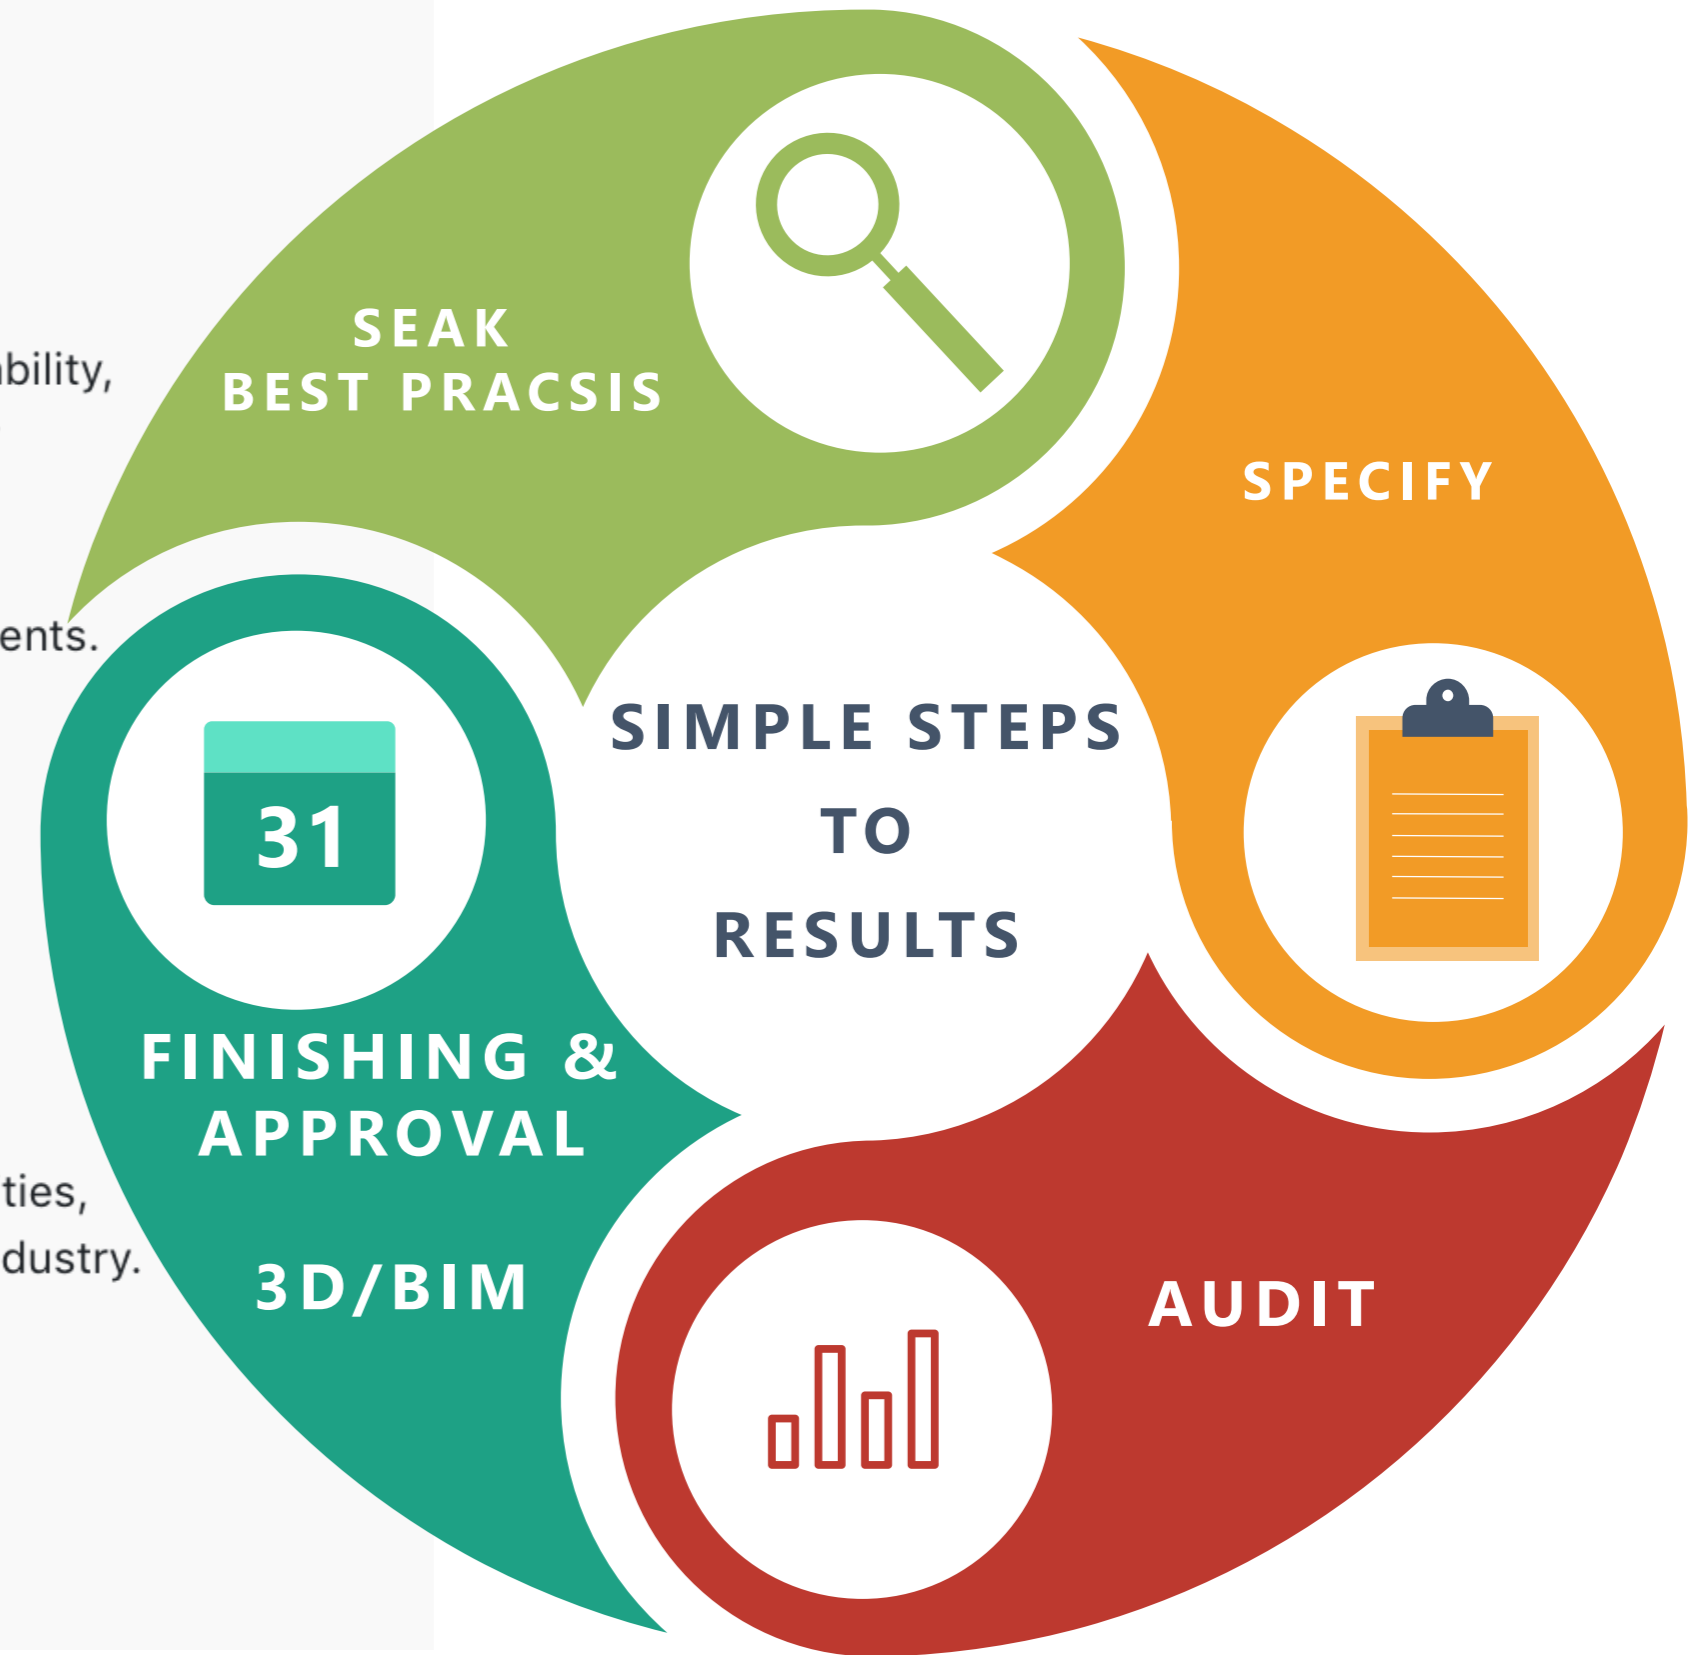 SEAK
BEST PRACSIS
SPECIFY
ents.
31
SIMPLE STEPS
TO
RESULTS
FINISHING &
APPROVAL
3D/BIM
AUDIT
bility,
ties,
dustry.